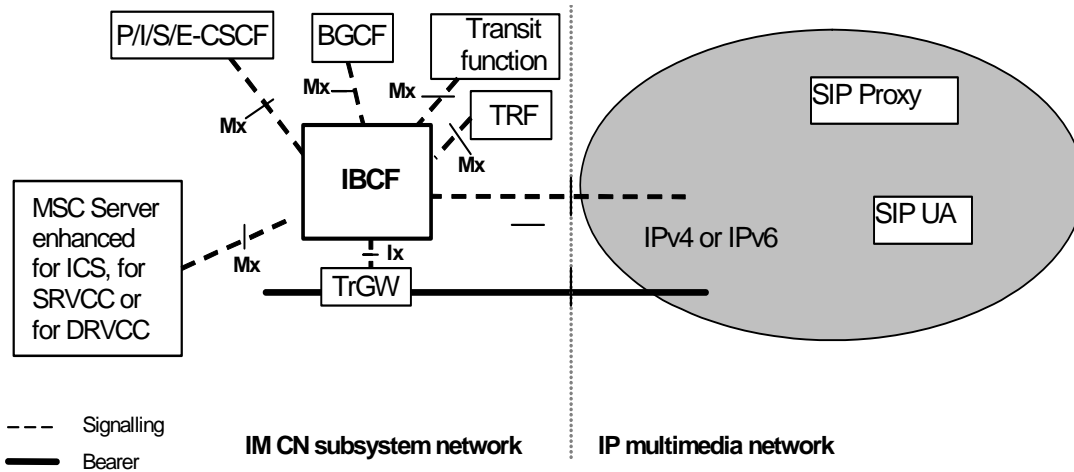 P/I/S/E-CSCF
BGCF
Transit
function
Mx
Mx
TRF
SIP Proxy
Mx
Mx
IBCF
MSC Server
enhanced
for ICS, for
SRVCC or
for DRVCC
SIP UA
IPv4 or IPv6
Mx
Ix
TrGW
Signalling
Bearer
IM CN subsystem network
IP multimedia network